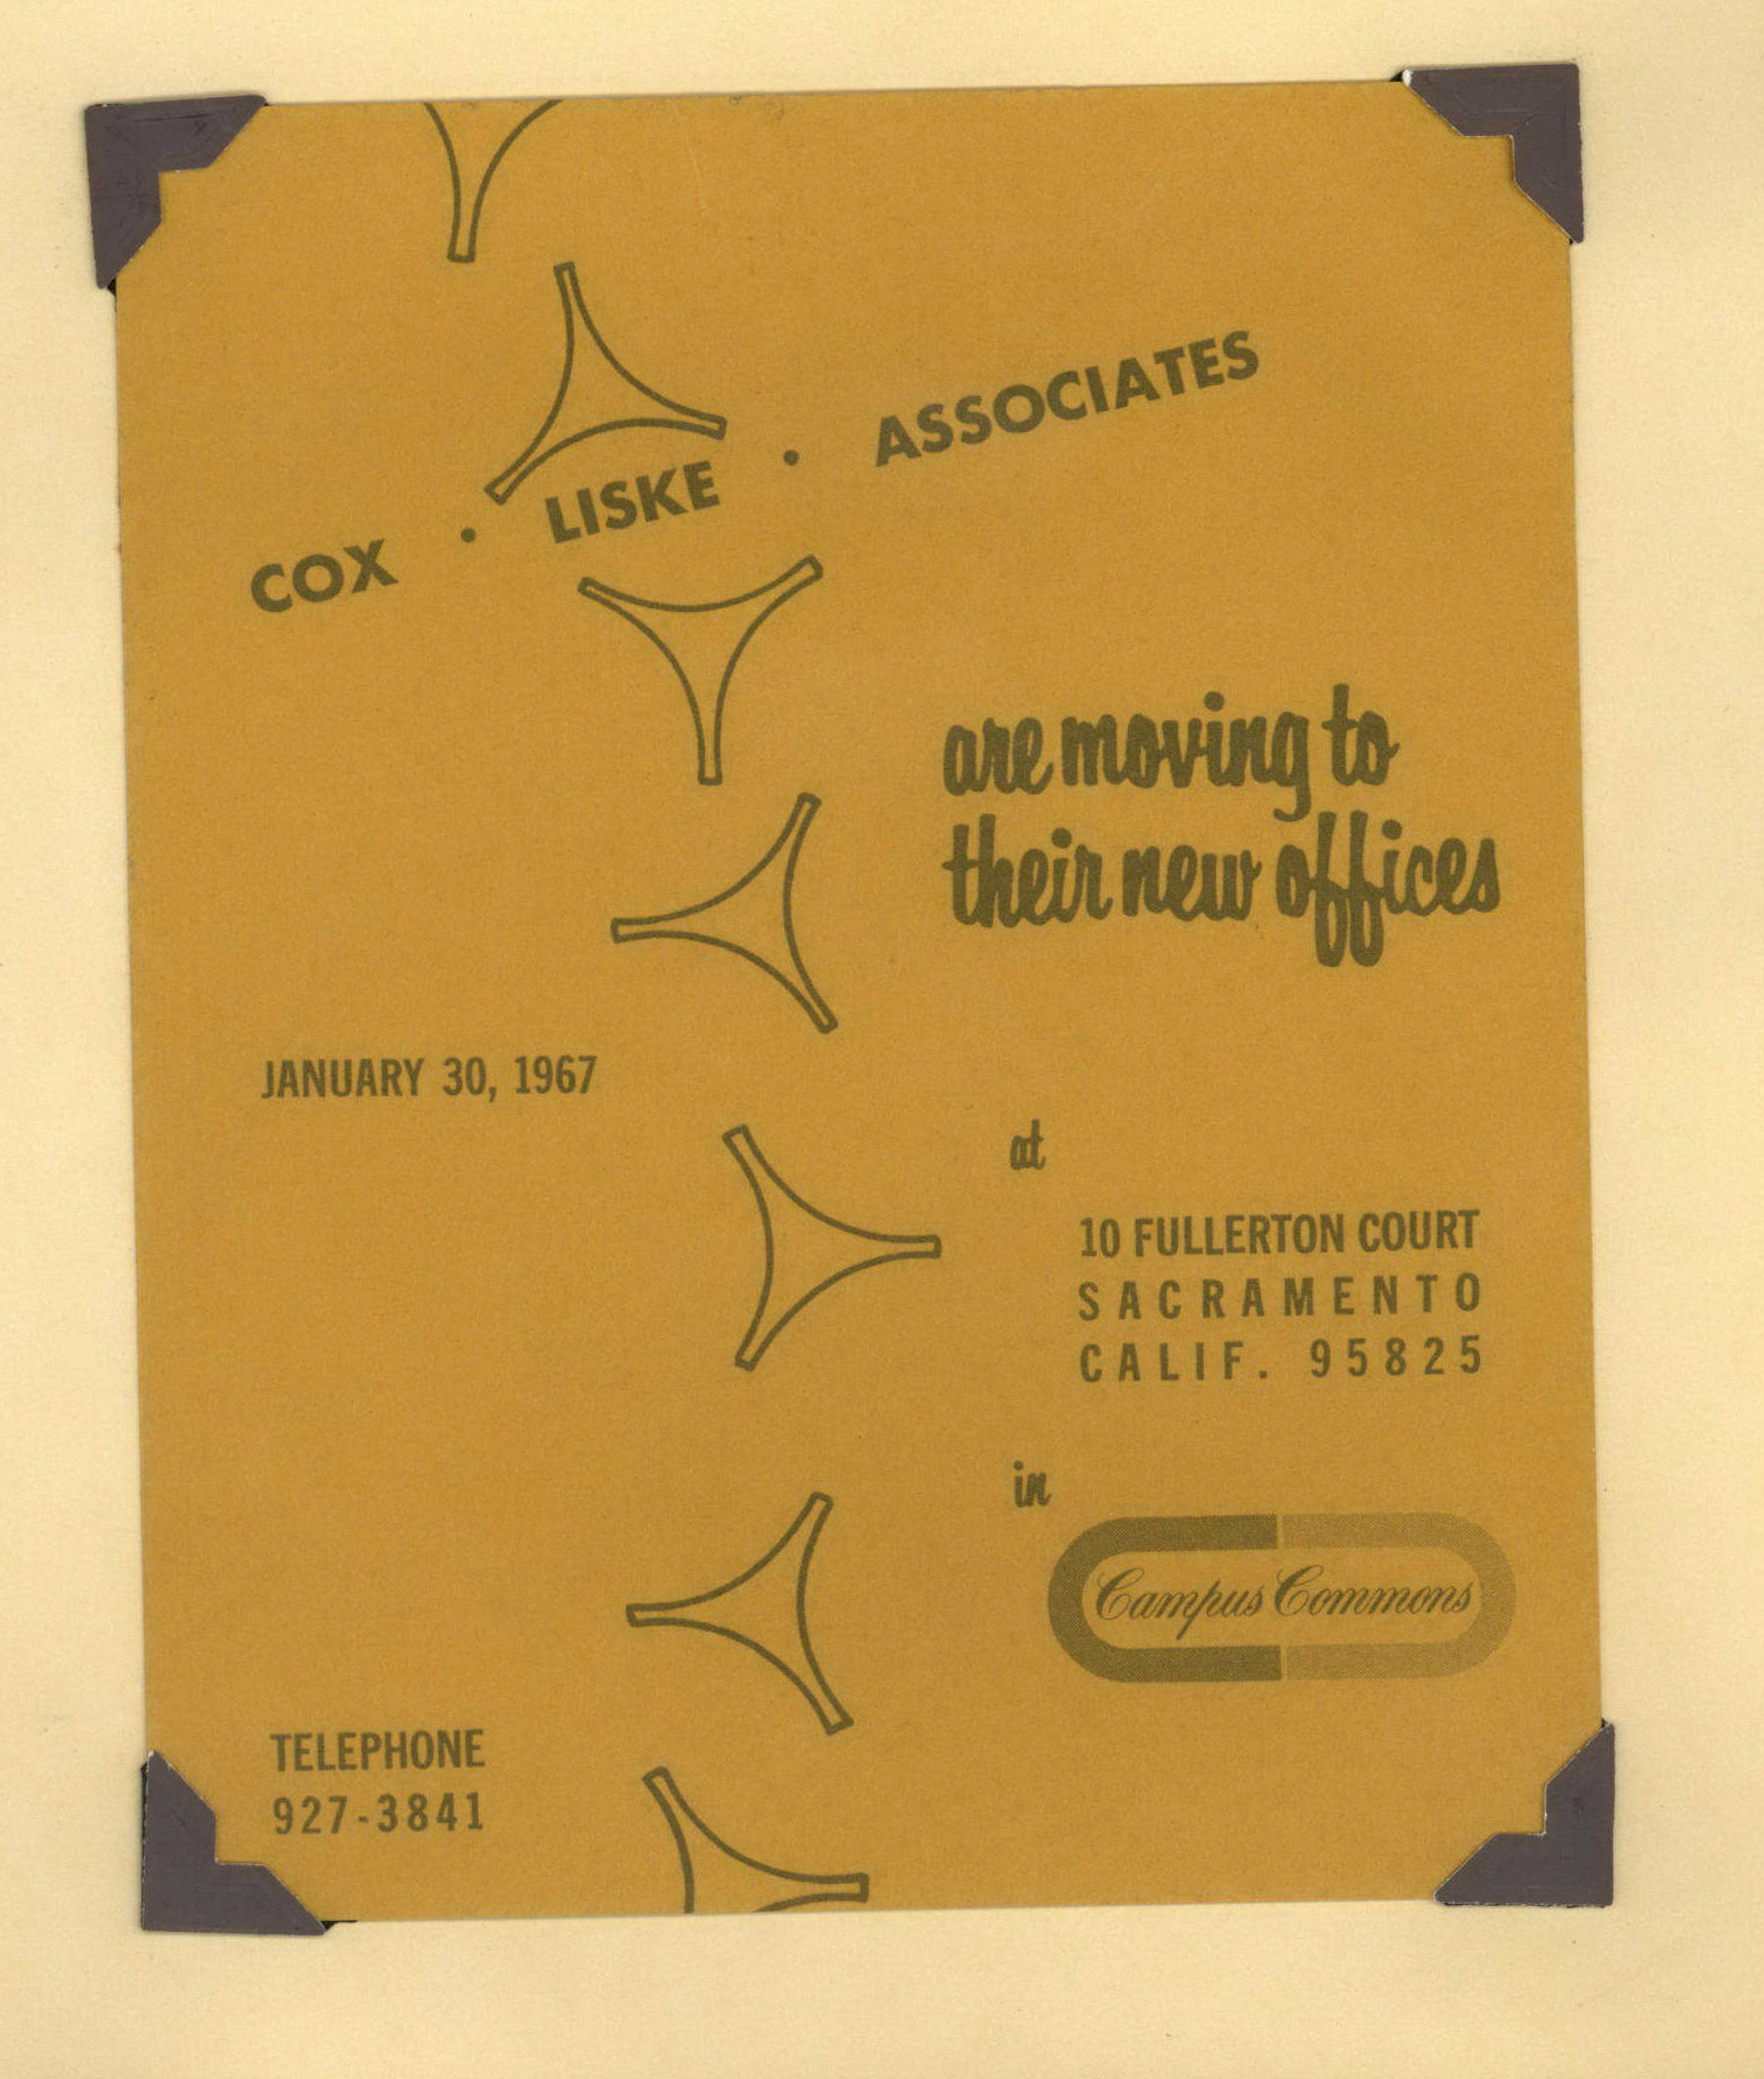 COX • LISKE • ASSOCIATES
are moving to
their new offices
JANUARY 30, 1967
at
10 FULLERTON COURT
SACRAMENTO
CALIF. 95825
in
Campus Commons
TELEPHONE
927-3841